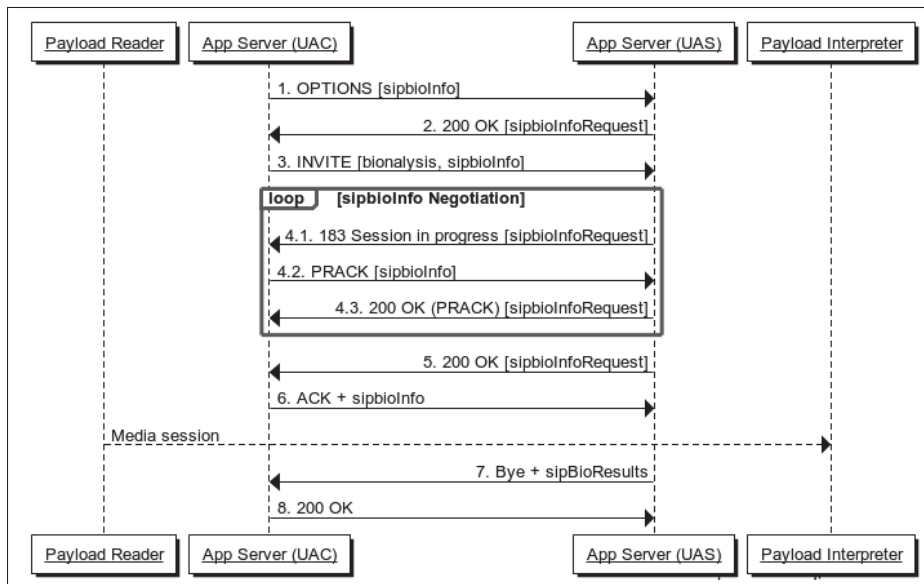 Payload Reader
App Server (UAC)
App Server (UAS)
Payload Interpreter
1. OPTIONS [sipbioInfo]
2. 200 OK [sipbioInfoRequest]
3. INVITE [bionalysis, sipbioInfo]
loop [sipbioInfo Negotiation]
4.1. 183 Session in progress [sipbioInfoRequest]
4.2. PRACK [sipbioInfo]
4.3. 200 OK (PRACK) [sipbioInfoRequest]
5. 200 OK [sipbioInfoRequest]
6. ACK + sipbioInfo
Media session
7. Bye + sipBioResults
8. 200 OK
Payload Reader
App Server (UAC)
App Server (UAS)
Payload Interpreter